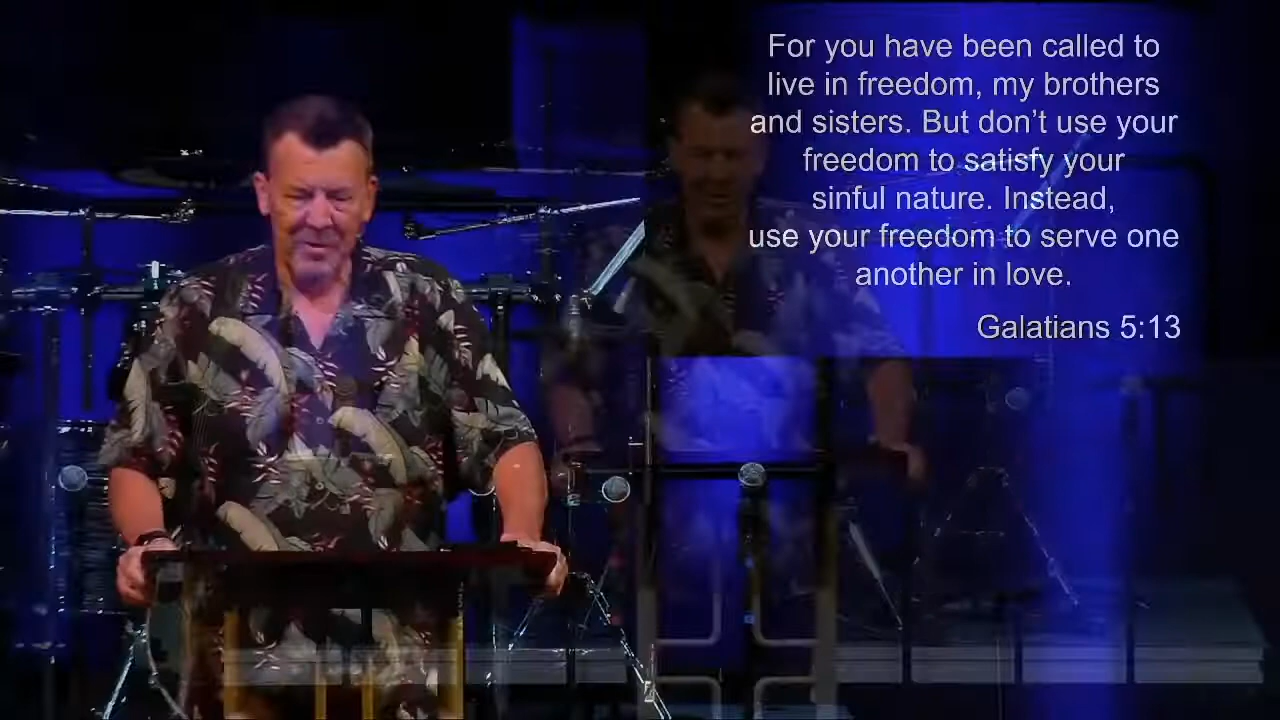 For you have been called to
live in freedom, my brothers
and sisters. But don’t use your
freedom to satisfy your
sinful nature. Instead,
use your freedom to serve one
another in love.
Galatians 5:13